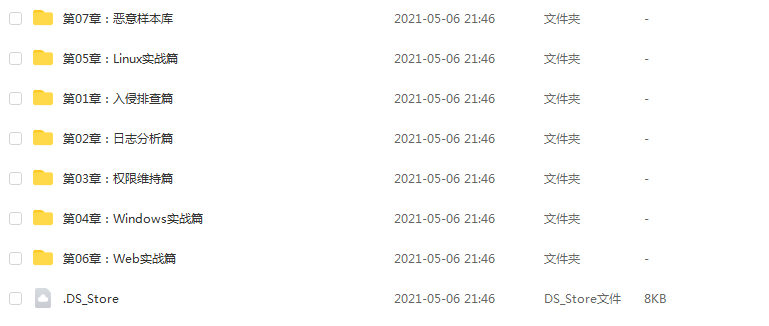 第07章：恶意样本库 2021-05-06 21:46 文件夹 -
第05章：Linux实战篇 2021-05-06 21:46 文件夹 -
第01章：入侵排查篇 2021-05-06 21:46 文件夹 -
第02章：日志分析篇 2021-05-06 21:46 文件夹 -
第03章：权限维持篇 2021-05-06 21:46 文件夹 -
第04章：Windows实战篇 2021-05-06 21:46 文件夹 -
第06章：Web实战篇 2021-05-06 21:46 文件夹 -
.DS_Store 2021-05-06 21:46 DS_Store文件 8KB